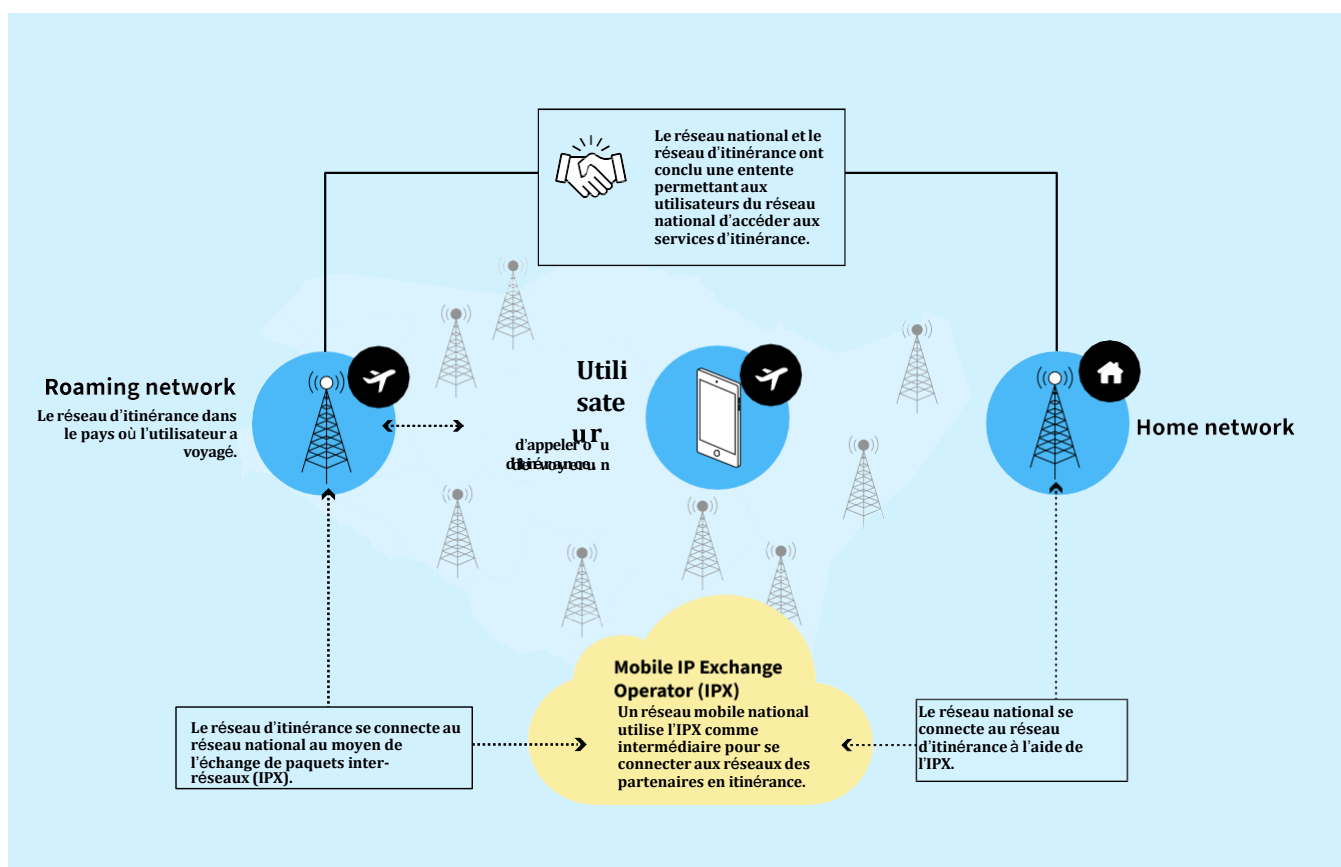 Le réseau national et le
réseau d'itinérance ont
conclu une entente
permettant aux
utilisateurs du réseau
national d'accéder aux
services d'itinérance.
Roaming network
Le réseau d'itinérance dans
le pays où l'utilisateur a
voyagé.
Utili
sate
ur
d'appeler o u
Home network
Mobile IP Exchange
Operator (IPX)
Un réseau mobile national
utilise l'IPX comme
intermédiaire pour se
connecter aux réseaux des
partenaires en itinérance.
Le réseau d'itinérance se connecte au
réseau national au moyen de
l'échange de paquets inter-
réseaux (IPX).
Le réseau national se
connecte au réseau
d'itinérance à l'aide de
l'IPX.